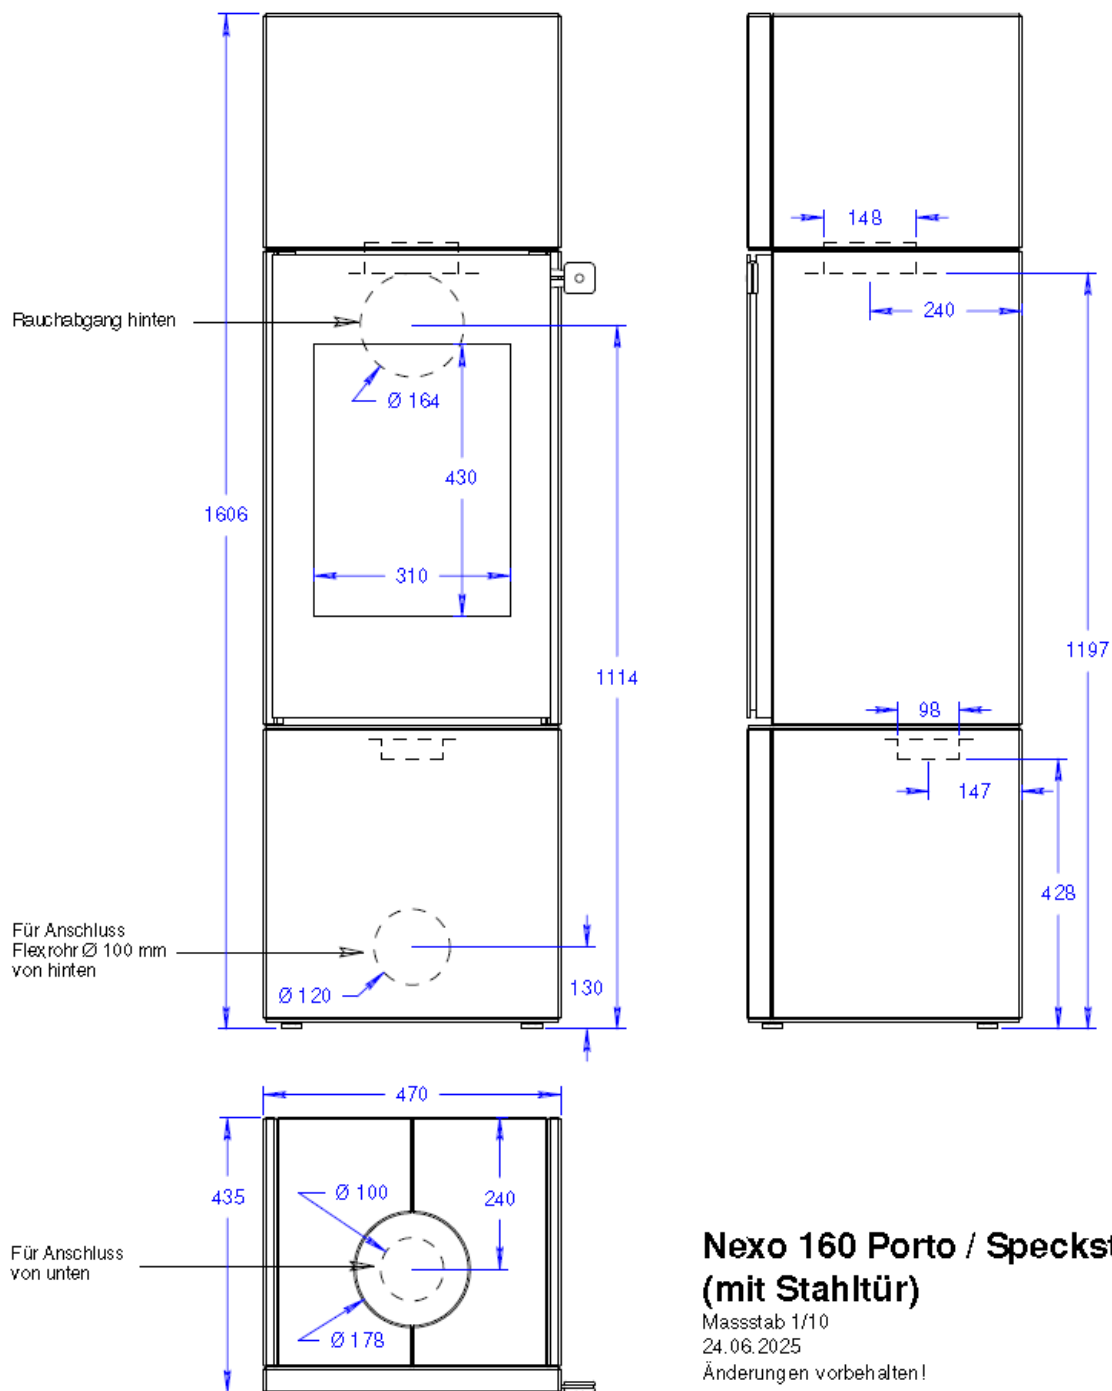 148
240
Rauchabgang hinten
Ø 164
430
1606
310
1114
1197
98
147
428
Für Anschluss
Flexrohr Ø 100 mm
von hinten
Ø 120
130
470
435
Ø 100
240
Für Anschluss
von unten
Ø 178
Nexo 160 Porto / Speckst
(mit Stahltür)
Massstab 1/10
24.06.2025
Änderungen vorbehalten!